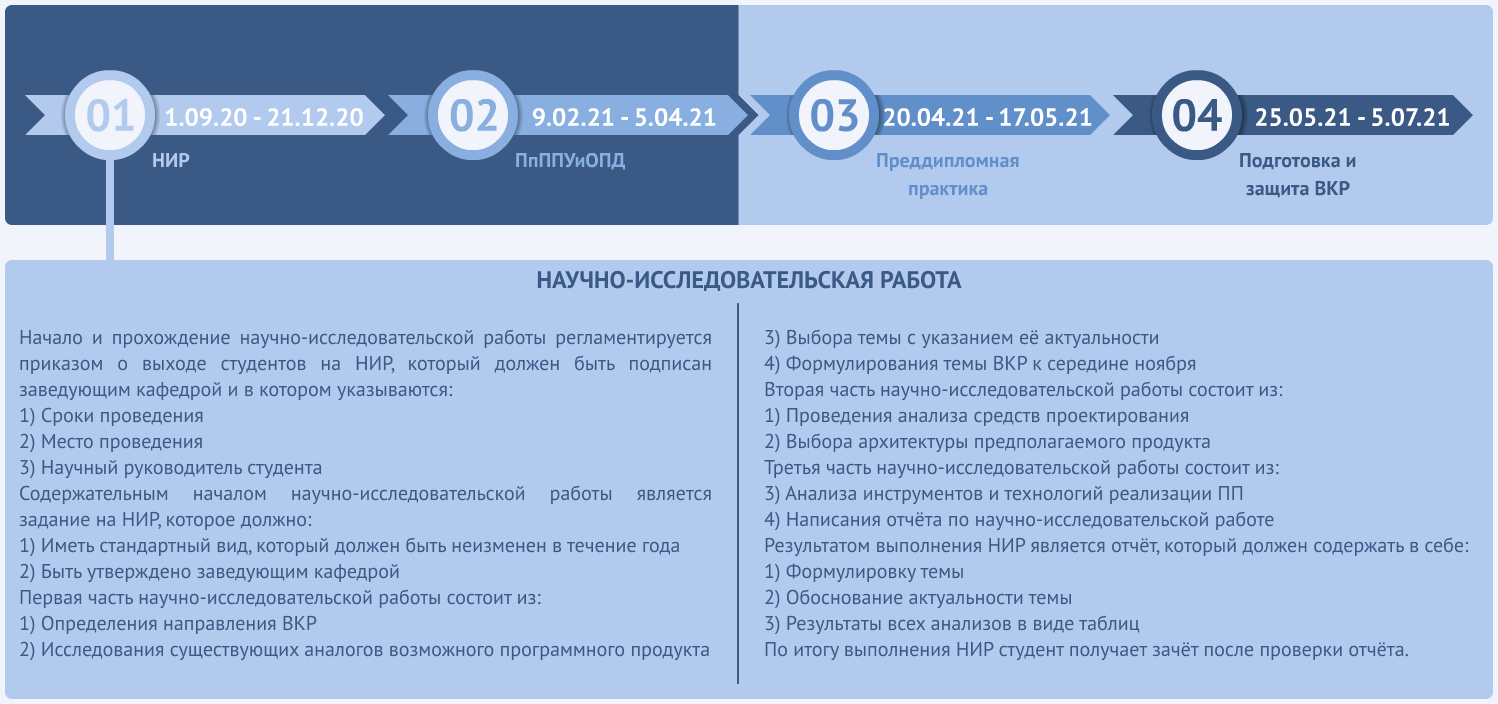 01
1.09.20 - 21.12.20
НИР
02
9.02.21 - 5.04.21
ПпППУиОПД
03
20.04.21 - 17.05.21
Преддипломная
практика
04
25.05.21 - 5.07.21
Подготовка и
защита ВКР
НАУЧНО-ИССЛЕДОВАТЕЛЬСКАЯ РАБОТА
Начало и прохождение научно-исследовательской работы регламентируется
приказом о выходе студентов на НИР, который должен быть подписан
заведующим кафедрой и в котором указываются:
1) Сроки проведения
2) Место проведения
3) Научный руководитель студента
Содержательным началом научно-исследовательской работы является
задание на НИР, которое должно:
1) Иметь стандартный вид, который должен быть неизменен в течение года
2) Быть утверждено заведующим кафедрой
Первая часть научно-исследовательской работы состоит из:
1) Определения направления ВКР
2) Исследования существующих аналогов возможного программного продукта
3) Выбора темы с указанием её актуальности
4) Формулирования темы ВКР к середине ноября
Вторая часть научно-исследовательской работы состоит из:
1) Проведения анализа средств проектирования
2) Выбора архитектуры предполагаемого продукта
Третья часть научно-исследовательской работы состоит из:
3) Анализа инструментов и технологий реализации ПП
4) Написания отчёта по научно-исследовательской работе
Результатом выполнения НИР является отчёт, который должен содержать в себе:
1) Формулировку темы
2) Обоснование актуальности темы
3) Результаты всех анализов в виде таблиц
По итогу выполнения НИР студент получает зачёт после проверки отчёта.